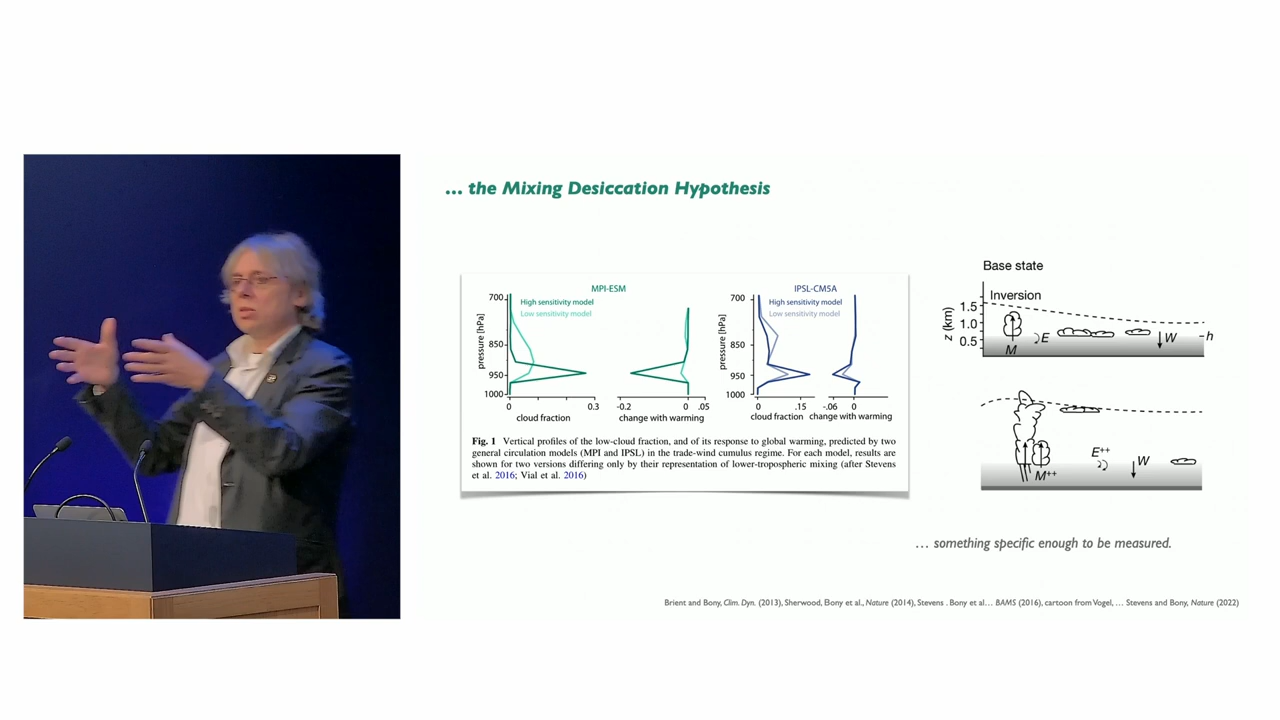 ... the Mixing Desiccation Hypothesis
MPI-ESM
High sensitivity model
Low sensitivity model
700
850
950
1000
pressure [hPa]
0
0.3
cloud fraction
-0.2
0
.05
change with warming
IPSL-CM5A
High sensitivity model
Low sensitivity model
700
850
950
1000
pressure [hPa]
0
.15
cloud fraction
-.06
0
change with warming
Fig. 1 Vertical profiles of the low-cloud fraction, and of its response to global warming, predicted by two
general circulation models (MPI and IPSL) in the trade-wind cumulus regime. For each model, results are
shown for two versions differing only by their representation of lower-tropospheric mixing (after Stevens
et al. 2016; Vial et al. 2016)
Base state
Inversion
1.5
1.0
0.5
z (km)
M
E
W
h
M++
E++
W
... something specific enough to be measured.
Brient and Bony, Clim. Dyn. (2013), Sherwood, Bony et al., Nature (2014), Stevens . Bony et al... BAMS (2016), cartoon from Vogel, ... Stevens and Bony, Nature (2022)